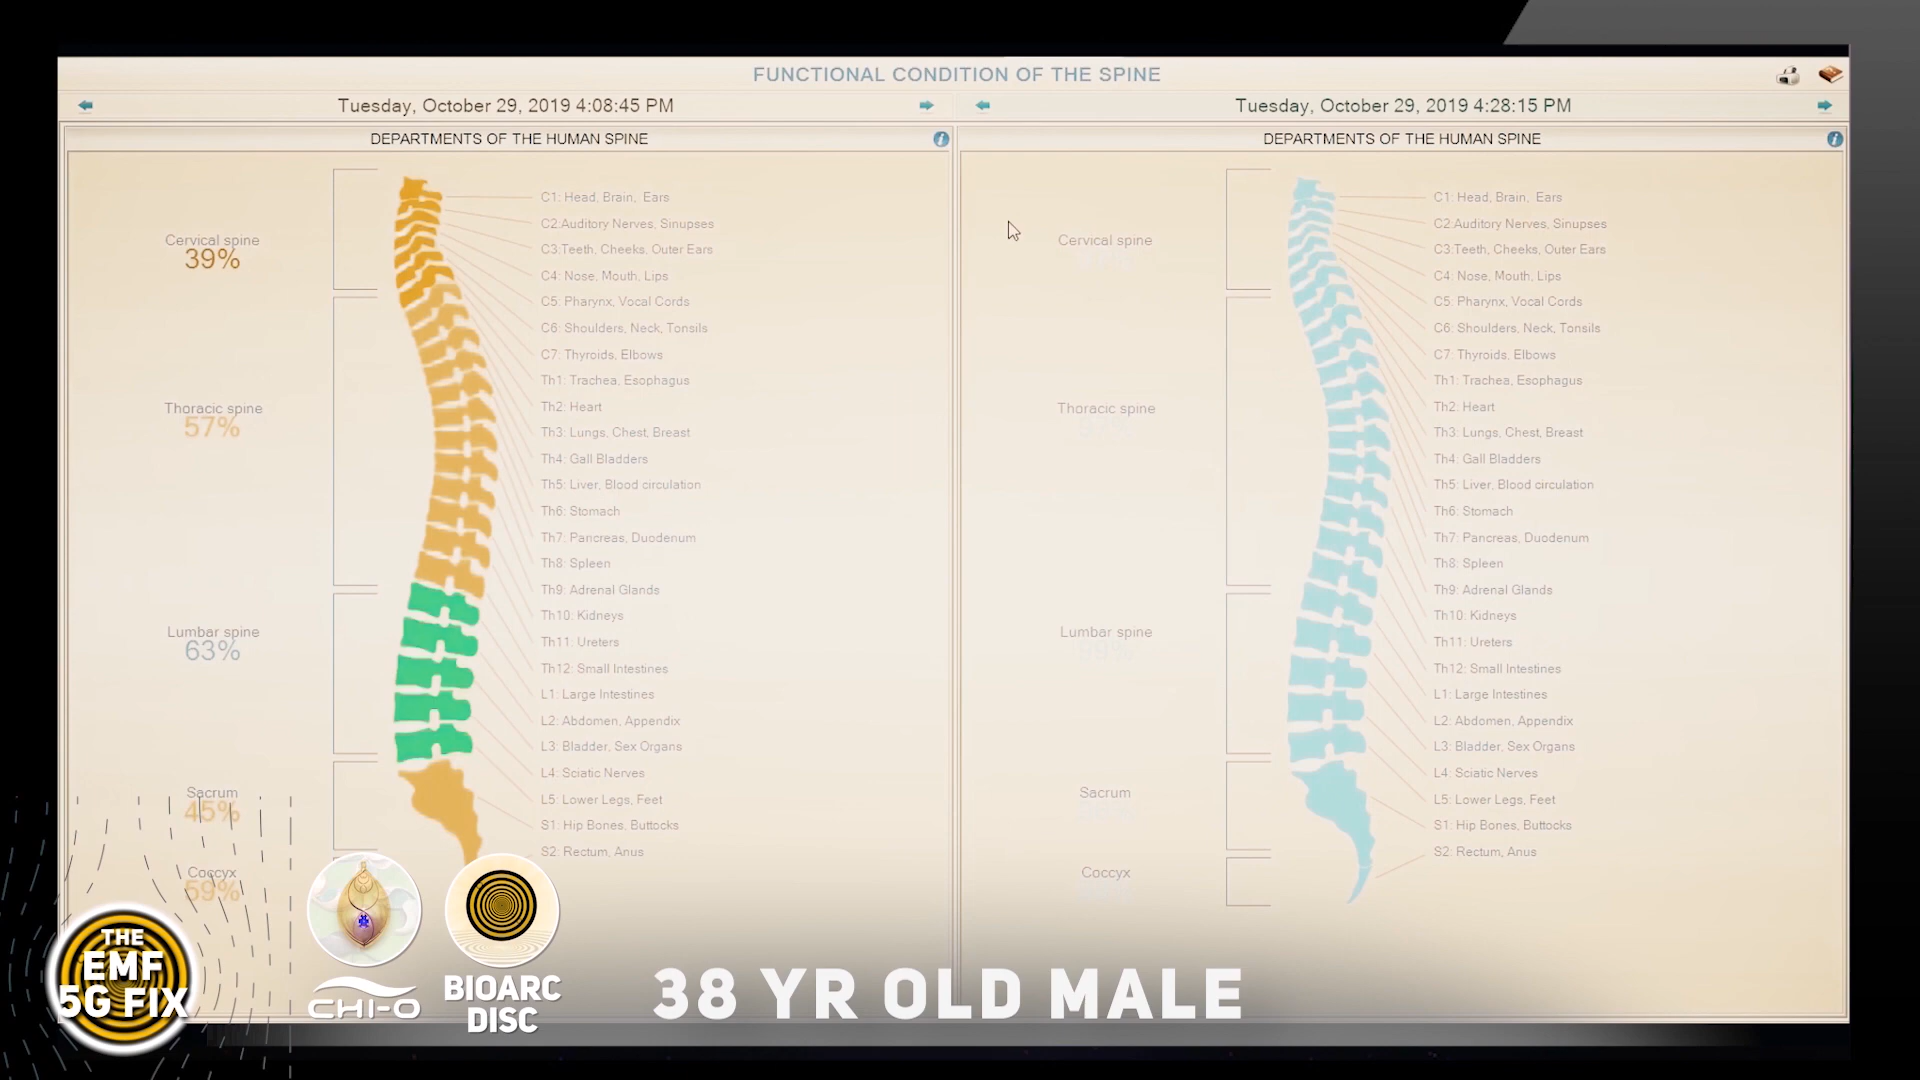 FUNCTIONAL CONDITION OF THE SPINE
Tuesday, October 29, 2019 4:08:45 PM
Tuesday, October 29, 2019 4:28:15 PM
DEPARTMENTS OF THE HUMAN SPINE
Cervical spine
39%
Thoracic spine
57%
Lumbar spine
63%
Sacrum
45%
Coccyx
59%
C1: Head, Brain, Ears
C2:Auditory Nerves, Sinupses
C3:Teeth, Cheeks, Outer Ears
C4: Nose, Mouth, Lips
C5: Pharynx, Vocal Cords
C6: Shoulders, Neck, Tonsils
C7: Thyroids, Elbows
Th1: Trachea, Esophagus
Th2: Heart
Th3: Lungs, Chest, Breast
Th4: Gall Bladders
Th5: Liver, Blood circulation
Th6: Stomach
Th7: Pancreas, Duodenum
Th8: Spleen
Th9: Adrenal Glands
Th10: Kidneys
Th11: Ureters
Th12: Small Intestines
L1: Large Intestines
L2: Abdomen, Appendix
L3: Bladder, Sex Organs
L4: Sciatic Nerves
L5: Lower Legs, Feet
S1: Hip Bones, Buttocks
S2: Rectum, Anus
DEPARTMENTS OF THE HUMAN SPINE
Cervical spine
Thoracic spine
Lumbar spine
Sacrum
Coccyx
C1: Head, Brain, Ears
C2:Auditory Nerves, Sinupses
C3:Teeth, Cheeks, Outer Ears
C4: Nose, Mouth, Lips
C5: Pharynx, Vocal Cords
C6: Shoulders, Neck, Tonsils
C7: Thyroids, Elbows
Th1: Trachea, Esophagus
Th2: Heart
Th3: Lungs, Chest, Breast
Th4: Gall Bladders
Th5: Liver, Blood circulation
Th6: Stomach
Th7: Pancreas, Duodenum
Th8: Spleen
Th9: Adrenal Glands
Th10: Kidneys
Th11: Ureters
Th12: Small Intestines
L1: Large Intestines
L2: Abdomen, Appendix
L3: Bladder, Sex Organs
L4: Sciatic Nerves
L5: Lower Legs, Feet
S1: Hip Bones, Buttocks
S2: Rectum, Anus
THE
EMF
5G FIX
CHI-O
BIOARC
DISC
38 YR OLD MALE